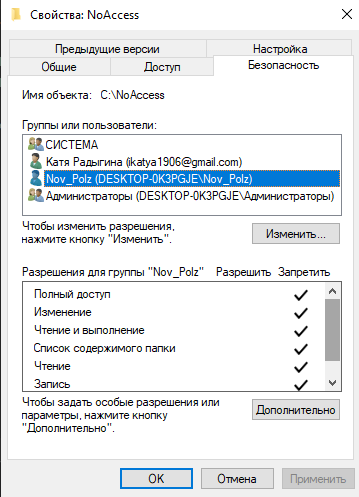 Свойства: NoAccess
Предыдущие версии
Настройка
Общие
Доступ
Безопасность
Имя объекта: C:\NoAccess
Группы или пользователи:
СИСТЕМА
Катя Радыгина (ikatya1906@gmail.com)
Nov_Polz (DESKTOP-0K3PGJE\Nov_Polz)
Администраторы (DESKTOP-0K3PGJE\Администраторы)
Чтобы изменить разрешения,
нажмите кнопку "Изменить".
Изменить...
Разрешения для группы "Nov_Polz" Разрешить Запретить
Полный доступ
Изменение
Чтение и выполнение
Список содержимого папки
Чтение
Запись
Чтобы задать особые разрешения или
параметры, нажмите кнопку
"Дополнительно".
Дополнительно
OK
Отмена
Применить